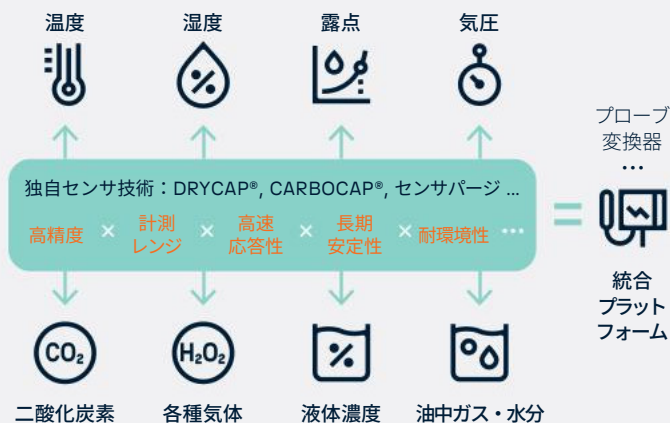 温度
湿度
露点
気圧
プローブ
変換器
…
独自センサ技術：DRYCAP®, CARBOCAP®, センサパージ ...
高精度 × 計測レンジ × 高速応答性 × 長期安定性 × 耐環境性 …
=
統合
プラット
フォーム
CO₂
H₂O₂
%
二酸化炭素
各種気体
液体濃度
油中ガス・水分